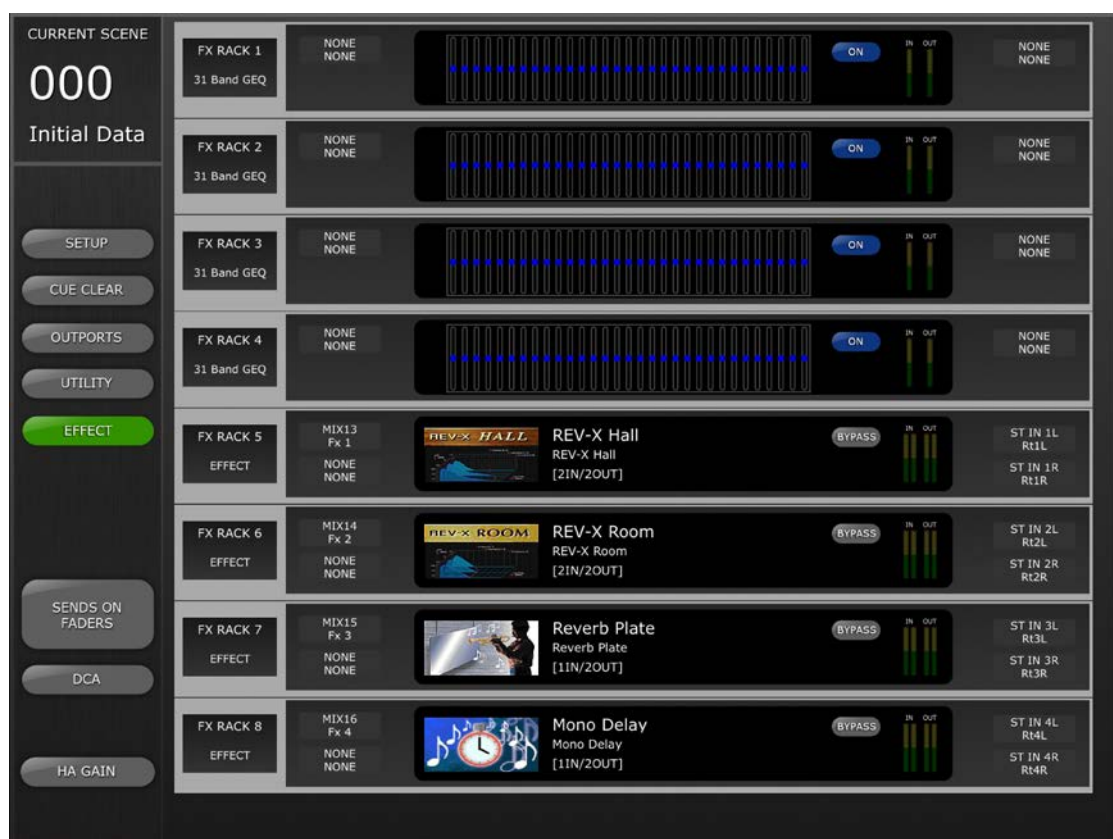 CURRENT SCENE
000
Initial Data
SETUP
CUE CLEAR
OUTPORTS
UTILITY
EFFECT
SENDS ON
FADERS
DCA
HA GAIN
FX RACK 1
31 Band GEQ
NONE
NONE
ON
IN OUT
NONE
NONE
FX RACK 2
31 Band GEQ
NONE
NONE
ON
IN OUT
NONE
NONE
FX RACK 3
31 Band GEQ
NONE
NONE
ON
IN OUT
NONE
NONE
FX RACK 4
31 Band GEQ
NONE
NONE
ON
IN OUT
NONE
NONE
FX RACK 5
EFFECT
MIX13
Fx 1
NONE
NONE
REV-X HALL
REV-X Hall
REV-X Hall
[2IN/2OUT]
BYPASS
IN OUT
ST IN 1L
Rt1L
ST IN 1R
Rt1R
FX RACK 6
EFFECT
MIX14
Fx 2
NONE
NONE
REV-X ROOM
REV-X Room
REV-X Room
[2IN/2OUT]
BYPASS
IN OUT
ST IN 2L
Rt2L
ST IN 2R
Rt2R
FX RACK 7
EFFECT
MIX15
Fx 3
NONE
NONE
Reverb Plate
Reverb Plate
[1IN/2OUT]
BYPASS
IN OUT
ST IN 3L
Rt3L
ST IN 3R
Rt3R
FX RACK 8
EFFECT
MIX16
Fx 4
NONE
NONE
Mono Delay
Mono Delay
[1IN/2OUT]
BYPASS
IN OUT
ST IN 4L
Rt4L
ST IN 4R
Rt4R